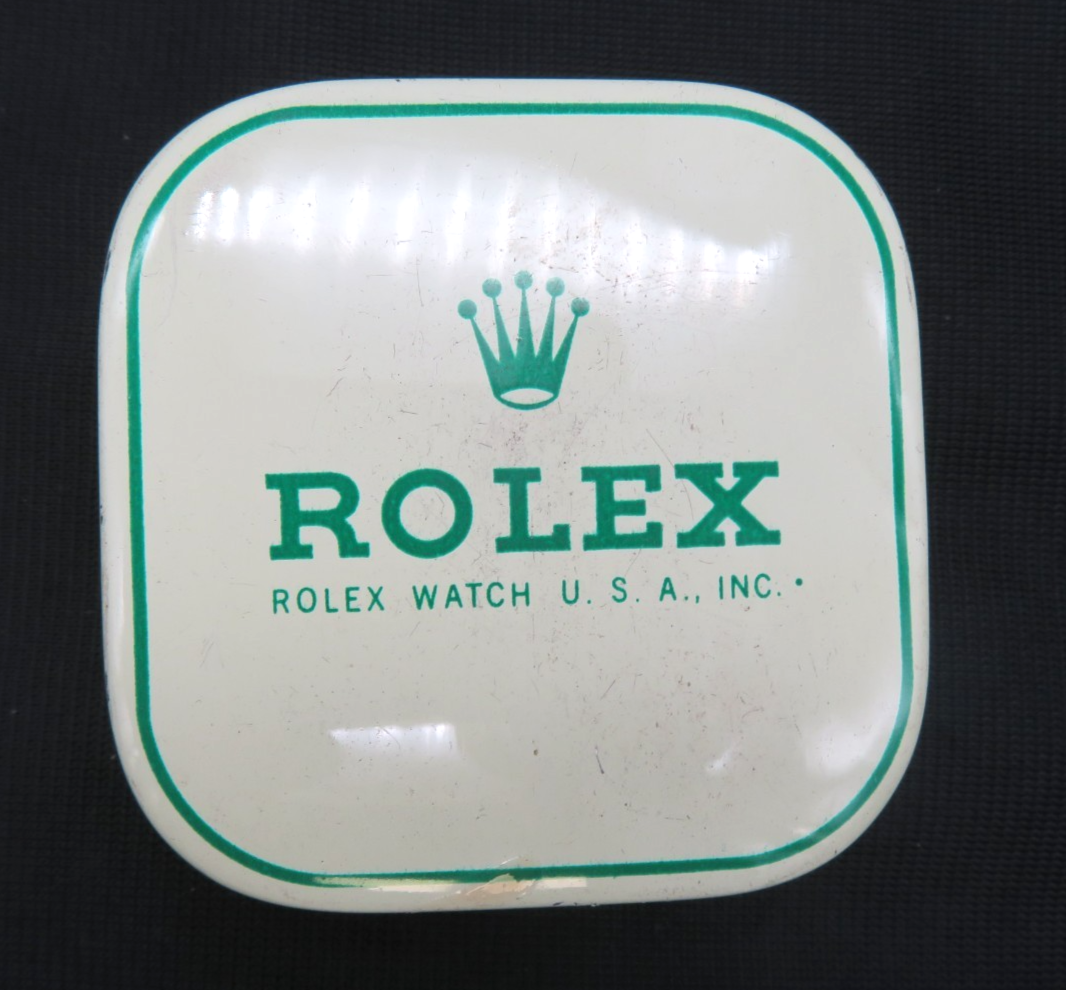 ROLEX
ROLEX WATCH U. S. A., INC.